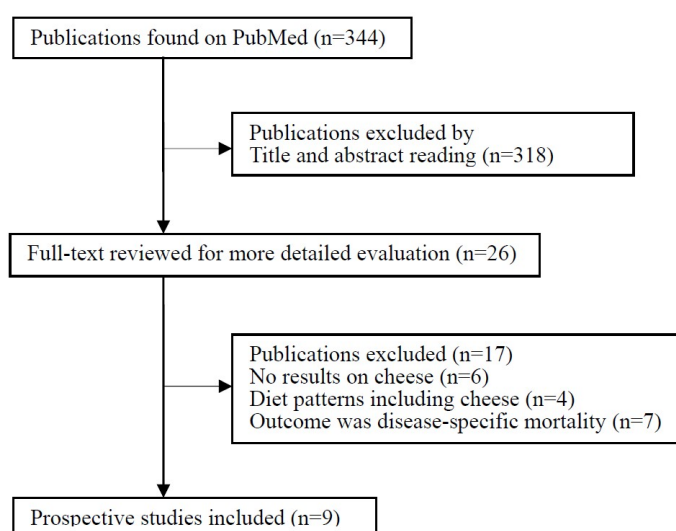 Publications found on PubMed (n=344)
Publications excluded by
Title and abstract reading (n=318)
Full-text reviewed for more detailed evaluation (n=26)
Publications excluded (n=17)
No results on cheese (n=6)
Diet patterns including cheese (n=4)
Outcome was disease-specific mortality (n=7)
Prospective studies included (n=9)